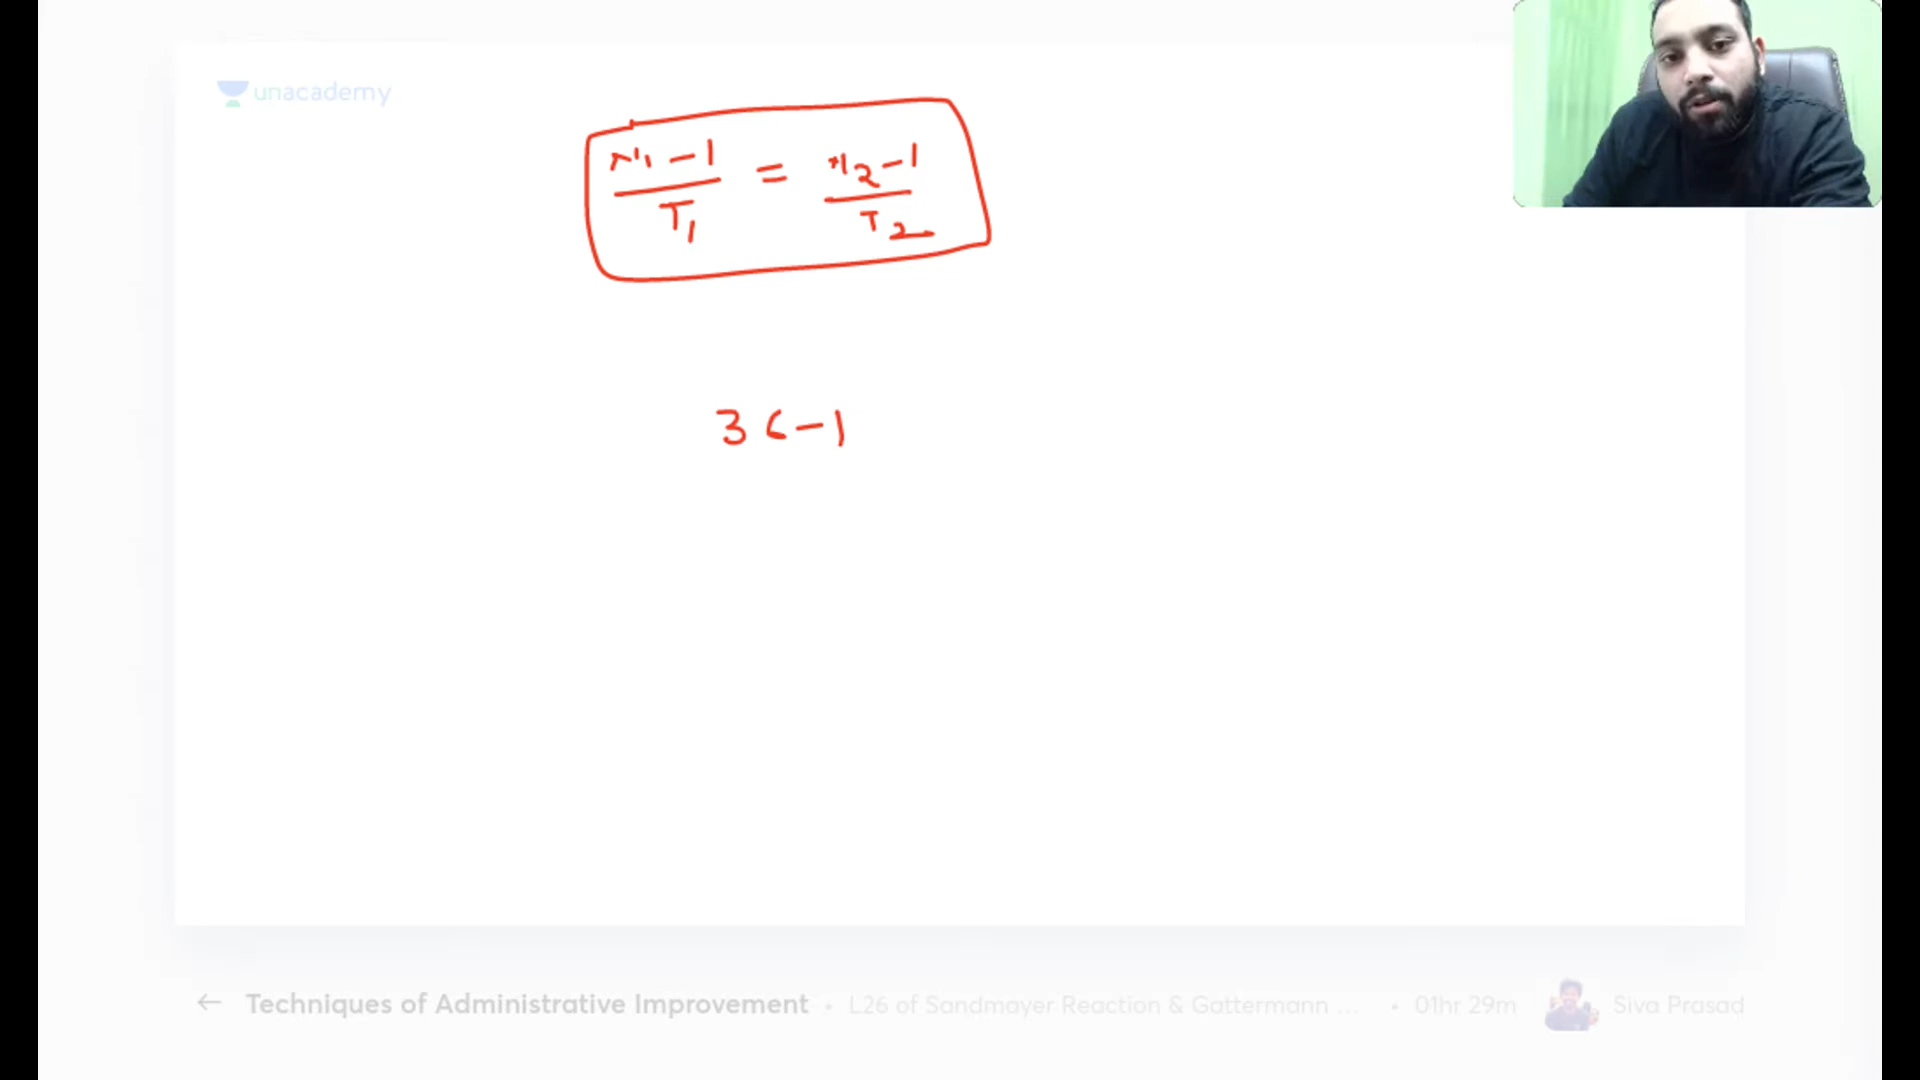 unacademy
n₁ - 1 / T₁ = n₂ - 1 / T₂
36-1
← Techniques of Administrative Improvement • L26 of Sandmayer Reaction & Gattermann ... • 01hr 29m Siva Prasad